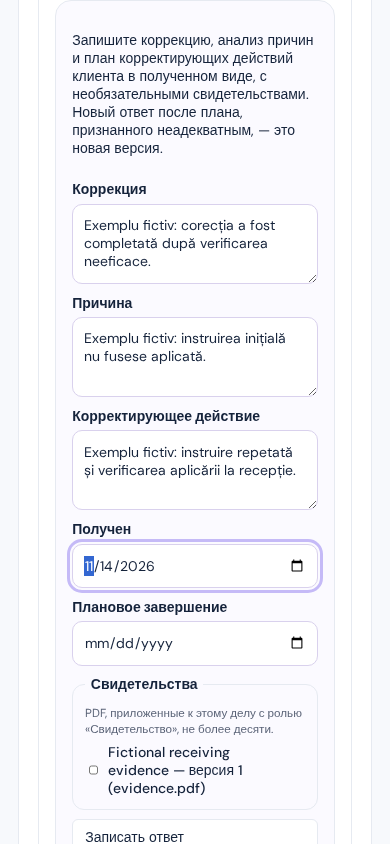 Запишите коррекцию, анализ причин
и план корректирующих действий
клиента в полученном виде, с
необязательными свидетельствами.
Новый ответ после плана,
признанного неадекватным, — это
новая версия.
Коррекция
Exemplu fictiv: corecția a fost
completată după verificarea
neeficace.
Причина
Exemplu fictiv: instruirea inițială
nu fusese aplicată.
Корректирующее действие
Exemplu fictiv: instruire repetată
și verificarea aplicării la recepție.
Получен
11/14/2026
Плановое завершение
mm/dd/yyyy
Свидетельства
PDF, приложенные к этому делу с ролью
«Свидетельство», не более десяти.
Fictional receiving
evidence — версия 1
(evidence.pdf)
Записать ответ